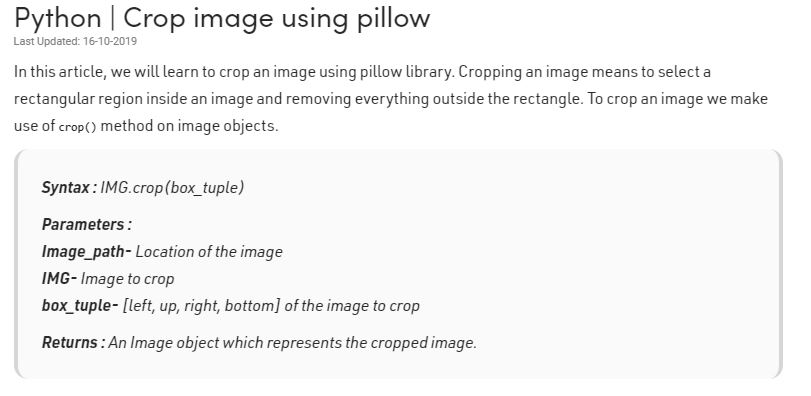 Python | Crop image using pillow
Last Updated: 16-10-2019
In this article, we will learn to crop an image using pillow library. Cropping an image means to select a
rectangular region inside an image and removing everything outside the rectangle. To crop an image we make
use of crop() method on image objects.
Syntax : IMG.crop(box_tuple)
Parameters :
Image_path- Location of the image
IMG- Image to crop
box_tuple- [left, up, right, bottom] of the image to crop
Returns : An Image object which represents the cropped image.